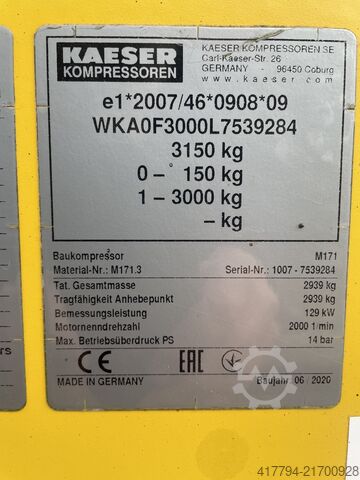 KAESER
KOMPRESSOREN
KAESER KOMPRESSOREN SE
Carl-Kaeser-Str. 26
GERMANY - 96450 Coburg
www.kaeser.com
e1*2007/46*0908*09
WKA0F3000L7539284
3150 kg
0 – 150 kg
1 – 3000 kg
– kg
Baukompressor M171
Material-Nr.: M171.3 Serial-Nr.: 1007 - 7539284
Tat. Gesamtmasse 2939 kg
Tragfähigkeit Anhebepunkt 2939 kg
Bemessungsleistung 129 kW
Motornenndrehzahl 2000 1/min
Max. Betriebsüberdruck PS 14 bar
CE EAC
MADE IN GERMANY Baujahr: 06 / 2020
417794-21700928